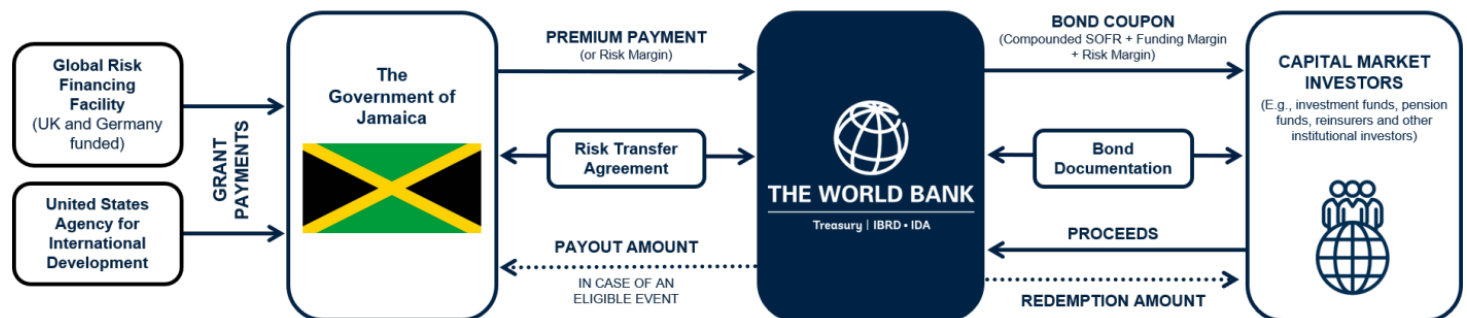 Global Risk
Financing
Facility
(UK and Germany
funded)
United States
Agency for
International
Development
GRANT
PAYMENTS
The
Government of
Jamaica
PREMIUM PAYMENT
(or Risk Margin)
Risk Transfer
Agreement
PAYOUT AMOUNT
IN CASE OF AN
ELIGIBLE EVENT
THE WORLD BANK
Treasury | IBRD • IDA
BOND COUPON
(Compounded SOFR + Funding Margin
+ Risk Margin)
Bond
Documentation
PROCEEDS
REDEMPTION AMOUNT
CAPITAL MARKET
INVESTORS
(E.g., investment funds, pension
funds, reinsurers and other
institutional investors)